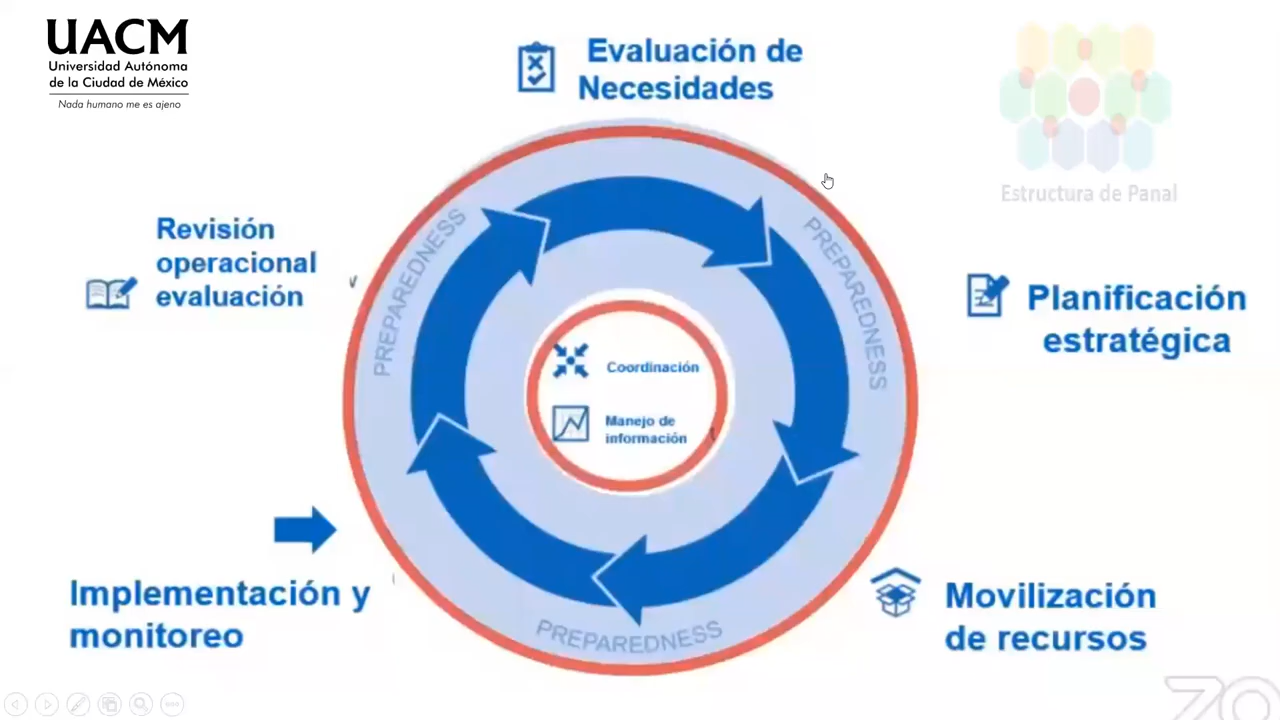 UACM
Universidad Autónoma
de la Ciudad de México
Nada humano me es ajeno
Evaluación de
Necesidades
Estructura de Panal
Revisión
operacional
evaluación
PREPAREDNESS
PREPAREDNESS
Planificación
estratégica
Coordinación
Manejo de
información
Implementación y
monitoreo
PREPAREDNESS
Movilización
de recursos